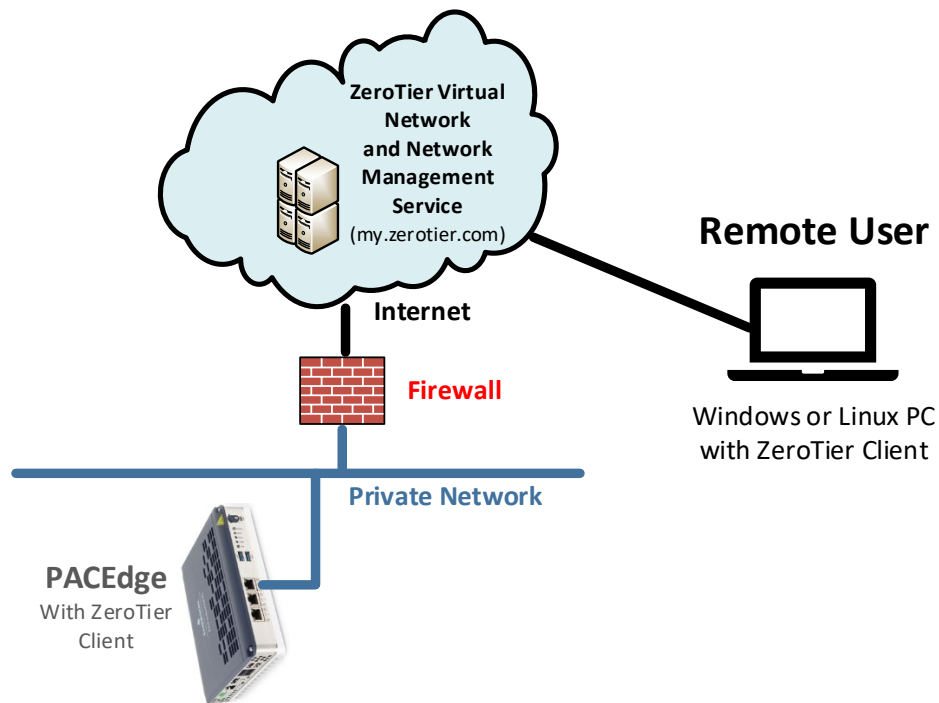 ZeroTier Virtual
Network
and Network
Management
Service
(my.zerotier.com)
Remote User
Internet
Firewall
Windows or Linux PC
with ZeroTier Client
Private Network
PACEdge
With ZeroTier
Client